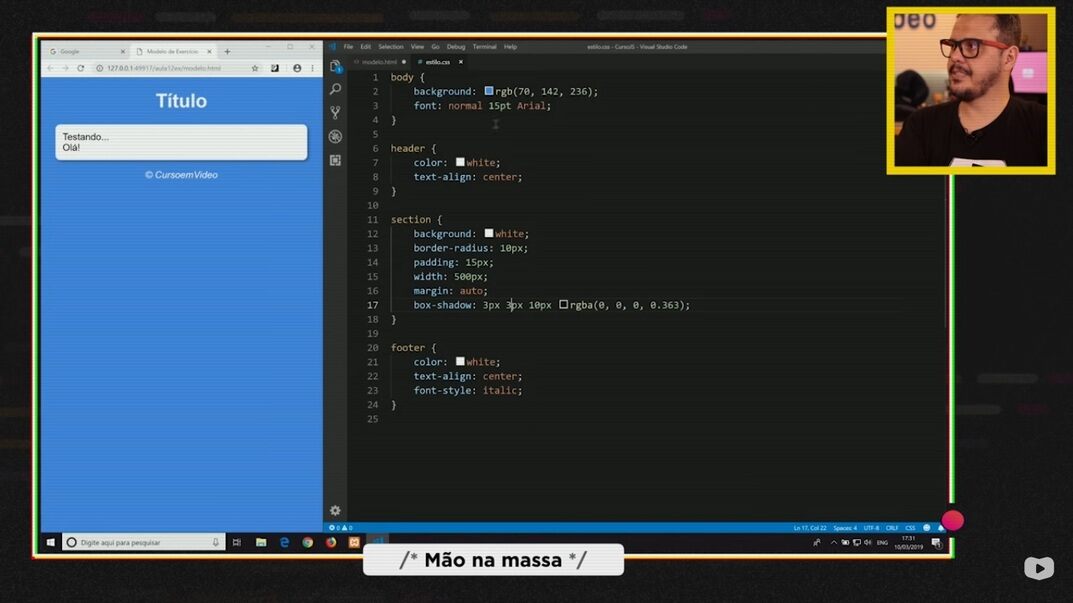 Google
Modelo de Exercício
127.0.0.1:49917/aula12ex/modelo.html
Título
Testando...
Olá!
© CursoemVideo
Digite aqui para pesquisar
File Edit Selection View Go Debug Terminal Help
estilo.css - CursoJS - Visual Studio Code
modelo.html
estilo.css
1 body {
2 background: rgb(70, 142, 236);
3 font: normal 15pt Arial;
4 }
5
6 header {
7 color: white;
8 text-align: center;
9 }
10
11 section {
12 background: white;
13 border-radius: 10px;
14 padding: 15px;
15 width: 500px;
16 margin: auto;
17 box-shadow: 3px 3px 10px rgba(0, 0, 0, 0.363);
18 }
19
20 footer {
21 color: white;
22 text-align: center;
23 font-style: italic;
24 }
25
0 0
Ln 17, Col 22 Spaces: 4 UTF-8 CRLF CSS
ENG
17:31
10/03/2019
/* Mão na massa */